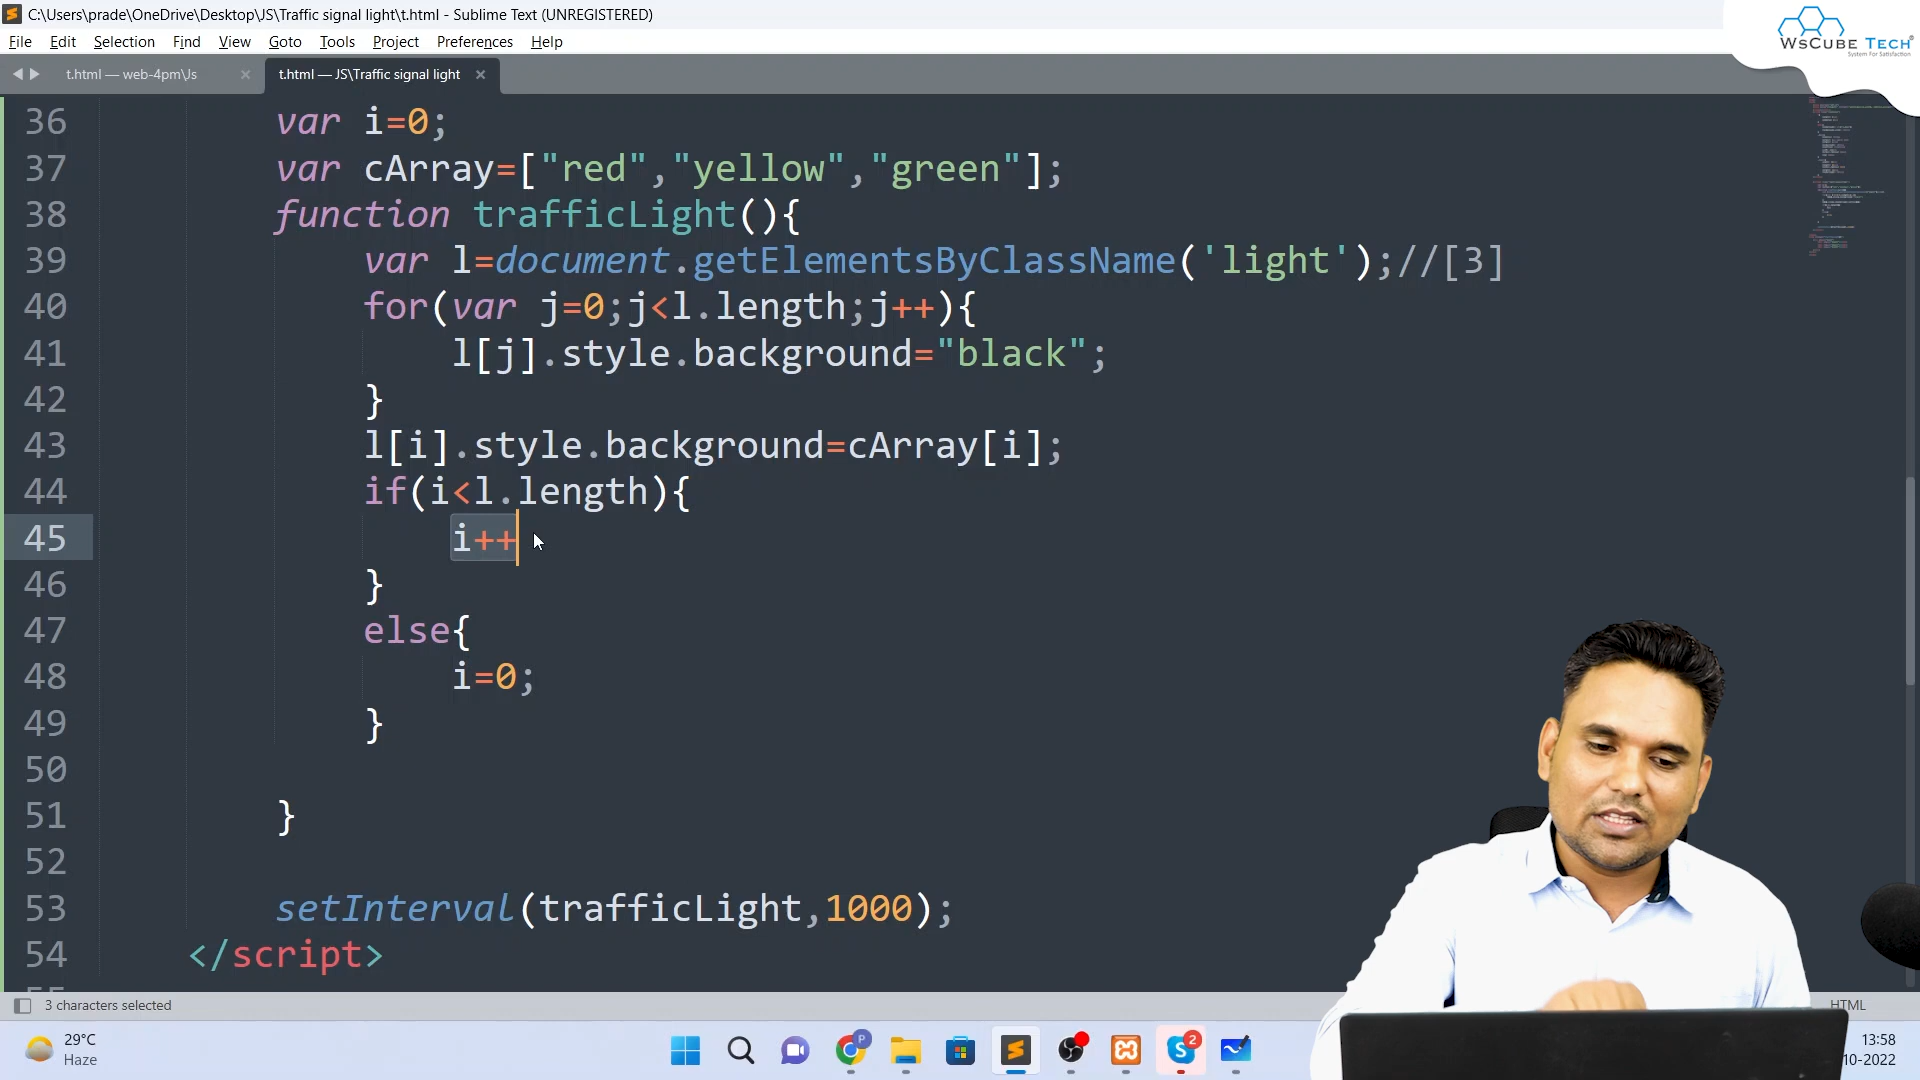 C:\Users\prade\OneDrive\Desktop\JS\Traffic signal light\t.html - Sublime Text (UNREGISTERED)
File Edit Selection Find View Goto Tools Project Preferences Help
WsCube Tech
System For Satisfaction
t.html — web-4pm\Js × t.html — JS\Traffic signal light ×
36 var i=0;
37 var cArray=["red","yellow","green"];
38 function trafficLight(){
39 var l=document.getElementsByClassName('light');//[3]
40 for(var j=0;j<l.length;j++){
41 l[j].style.background="black";
42 }
43 l[i].style.background=cArray[i];
44 if(i<l.length){
45 i++
46 }
47 else{
48 i=0;
49 }
50
51 }
52
53 setInterval(trafficLight,1000);
54 </script>
3 characters selected HTML
29°C
Haze
P
2
13:58
10-2022